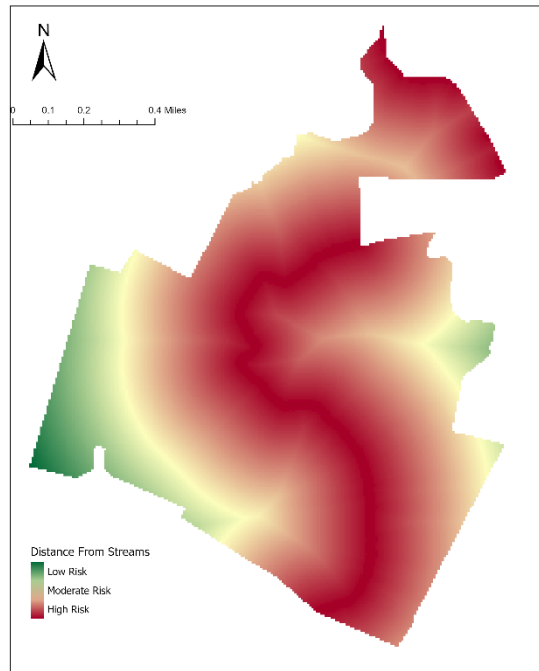 N
0 0.1 0.2 0.4 Miles
Distance From Streams
Low Risk
Moderate Risk
High Risk